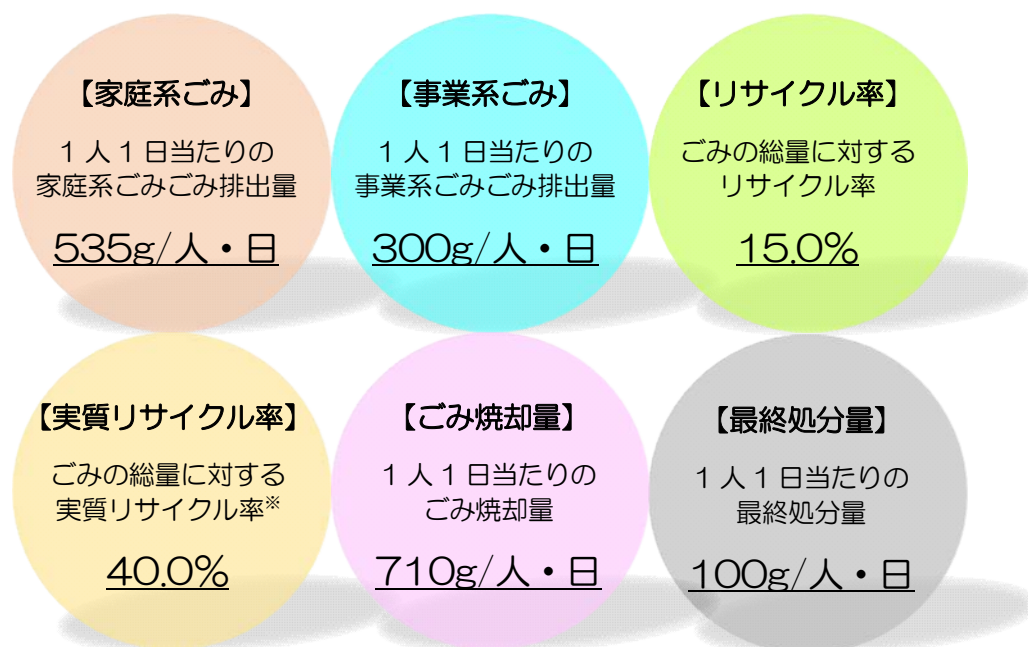 【家庭系ごみ】
1人1日当たりの
家庭系ごみごみ排出量
535g/人・日
【事業系ごみ】
1人1日当たりの
事業系ごみごみ排出量
300g/人・日
【リサイクル率】
ごみの総量に対する
リサイクル率
15.0%
【実質リサイクル率】
ごみの総量に対する
実質リサイクル率※
40.0%
【ごみ焼却量】
1人1日当たりの
ごみ焼却量
710g/人・日
【最終処分量】
1人1日当たりの
最終処分量
100g/人・日